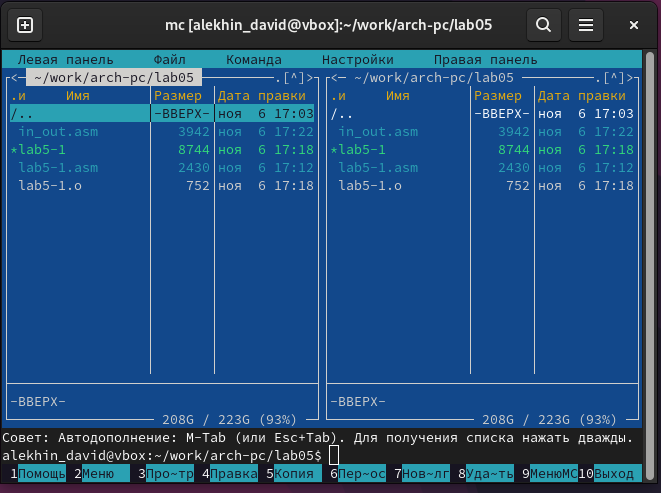 mc [alekhin_david@vbox]:~/work/arch-pc/lab05
Левая панель Файл Команда Настройки Правая панель
<─ ~/work/arch-pc/lab05 .[^]> <─ ~/work/arch-pc/lab05 .[^]>
.и Имя Размер Дата правки .и Имя Размер Дата правки
/.. -ВВЕРХ- ноя 6 17:03 /.. -ВВЕРХ- ноя 6 17:03
in_out.asm 3942 ноя 6 17:22 in_out.asm 3942 ноя 6 17:22
*lab5-1 8744 ноя 6 17:18 *lab5-1 8744 ноя 6 17:18
lab5-1.asm 2430 ноя 6 17:12 lab5-1.asm 2430 ноя 6 17:12
lab5-1.o 752 ноя 6 17:18 lab5-1.o 752 ноя 6 17:18
-ВВЕРХ- -ВВЕРХ-
208G / 223G (93%) 208G / 223G (93%)
Совет: Автодополнение: M-Tab (или Esc+Tab). Для получения списка нажать дважды.
alekhin_david@vbox:~/work/arch-pc/lab05$
1Помощь 2Меню 3Про~тр 4Правка 5Копия 6Пер~ос 7Нов~лг 8Уда~ть 9МенюMC 10Выход